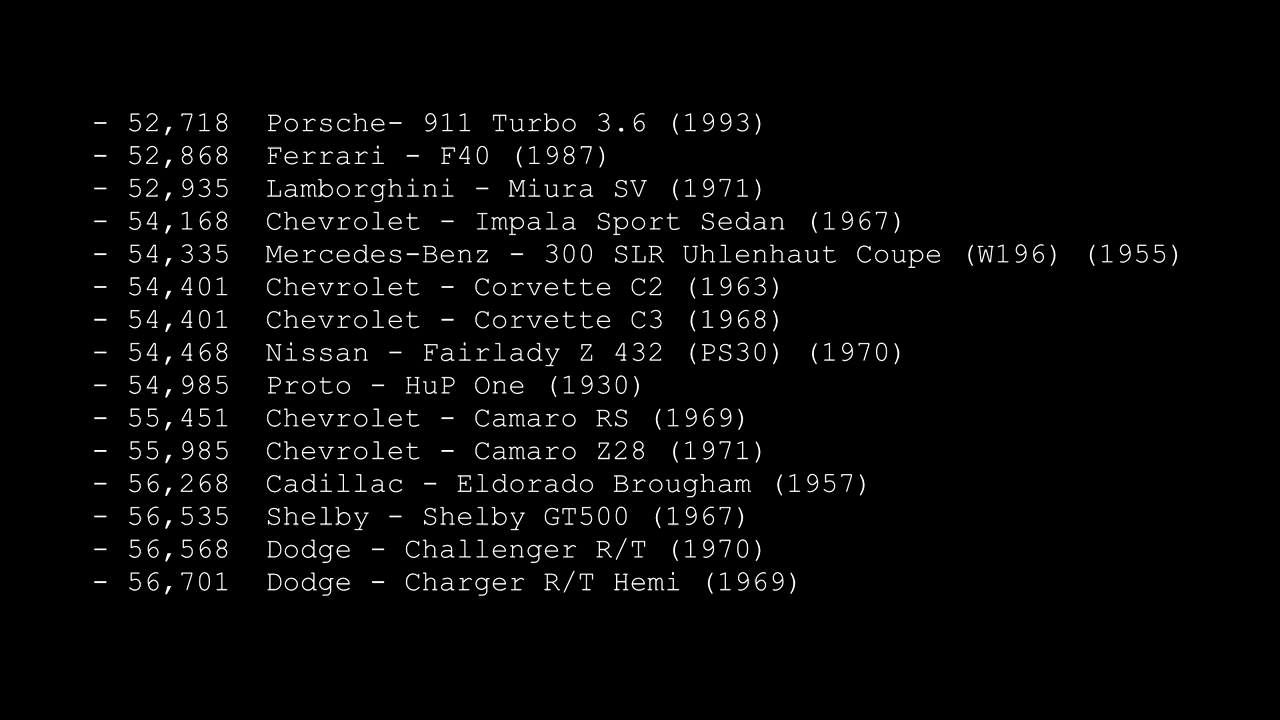 - 52,718  Porsche- 911 Turbo 3.6 (1993)
- 52,868  Ferrari - F40 (1987)
- 52,935  Lamborghini - Miura SV (1971)
- 54,168  Chevrolet - Impala Sport Sedan (1967)
- 54,335  Mercedes-Benz - 300 SLR Uhlenhaut Coupe (W196) (1955)
- 54,401  Chevrolet - Corvette C2 (1963)
- 54,401  Chevrolet - Corvette C3 (1968)
- 54,468  Nissan - Fairlady Z 432 (PS30) (1970)
- 54,985  Proto - HuP One (1930)
- 55,451  Chevrolet - Camaro RS (1969)
- 55,985  Chevrolet - Camaro Z28 (1971)
- 56,268  Cadillac - Eldorado Brougham (1957)
- 56,535  Shelby - Shelby GT500 (1967)
- 56,568  Dodge - Challenger R/T (1970)
- 56,701  Dodge - Charger R/T Hemi (1969)